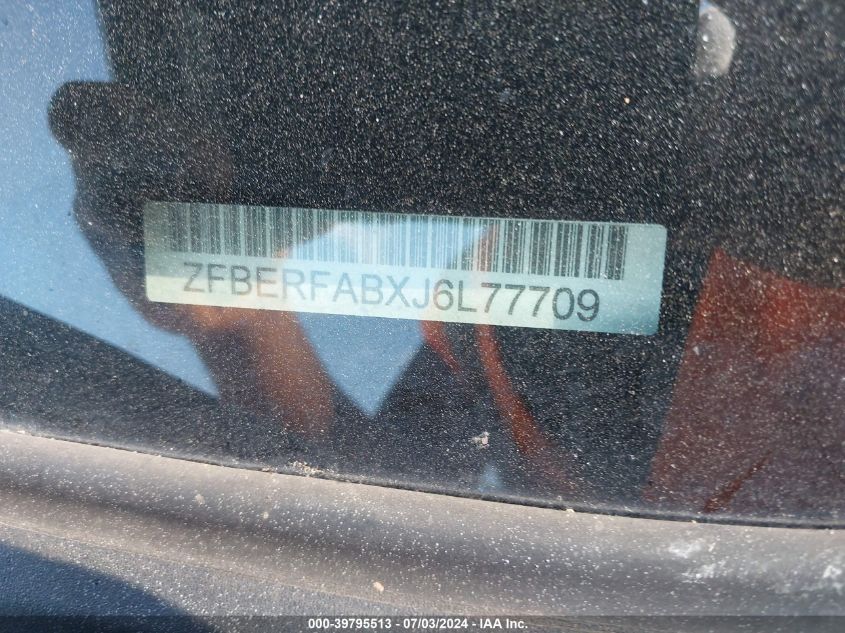 ZFBERFABXJ6L77709
000-39795513 - 07/03/2024 - IAA Inc.